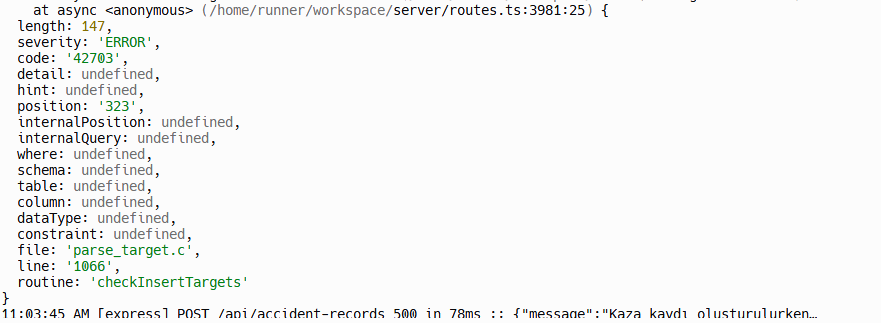 at async <anonymous> (/home/runner/workspace/server/routes.ts:3981:25) {
length: 147,
severity: 'ERROR',
code: '42703',
detail: undefined,
hint: undefined,
position: '323',
internalPosition: undefined,
internalQuery: undefined,
where: undefined,
schema: undefined,
table: undefined,
column: undefined,
dataType: undefined,
constraint: undefined,
file: 'parse_target.c',
line: '1066',
routine: 'checkInsertTargets'
}
11:03:45 AM [express] POST /api/accident-records 500 in 78ms :: {"message":"Kaza kaydı oluşturulurken…